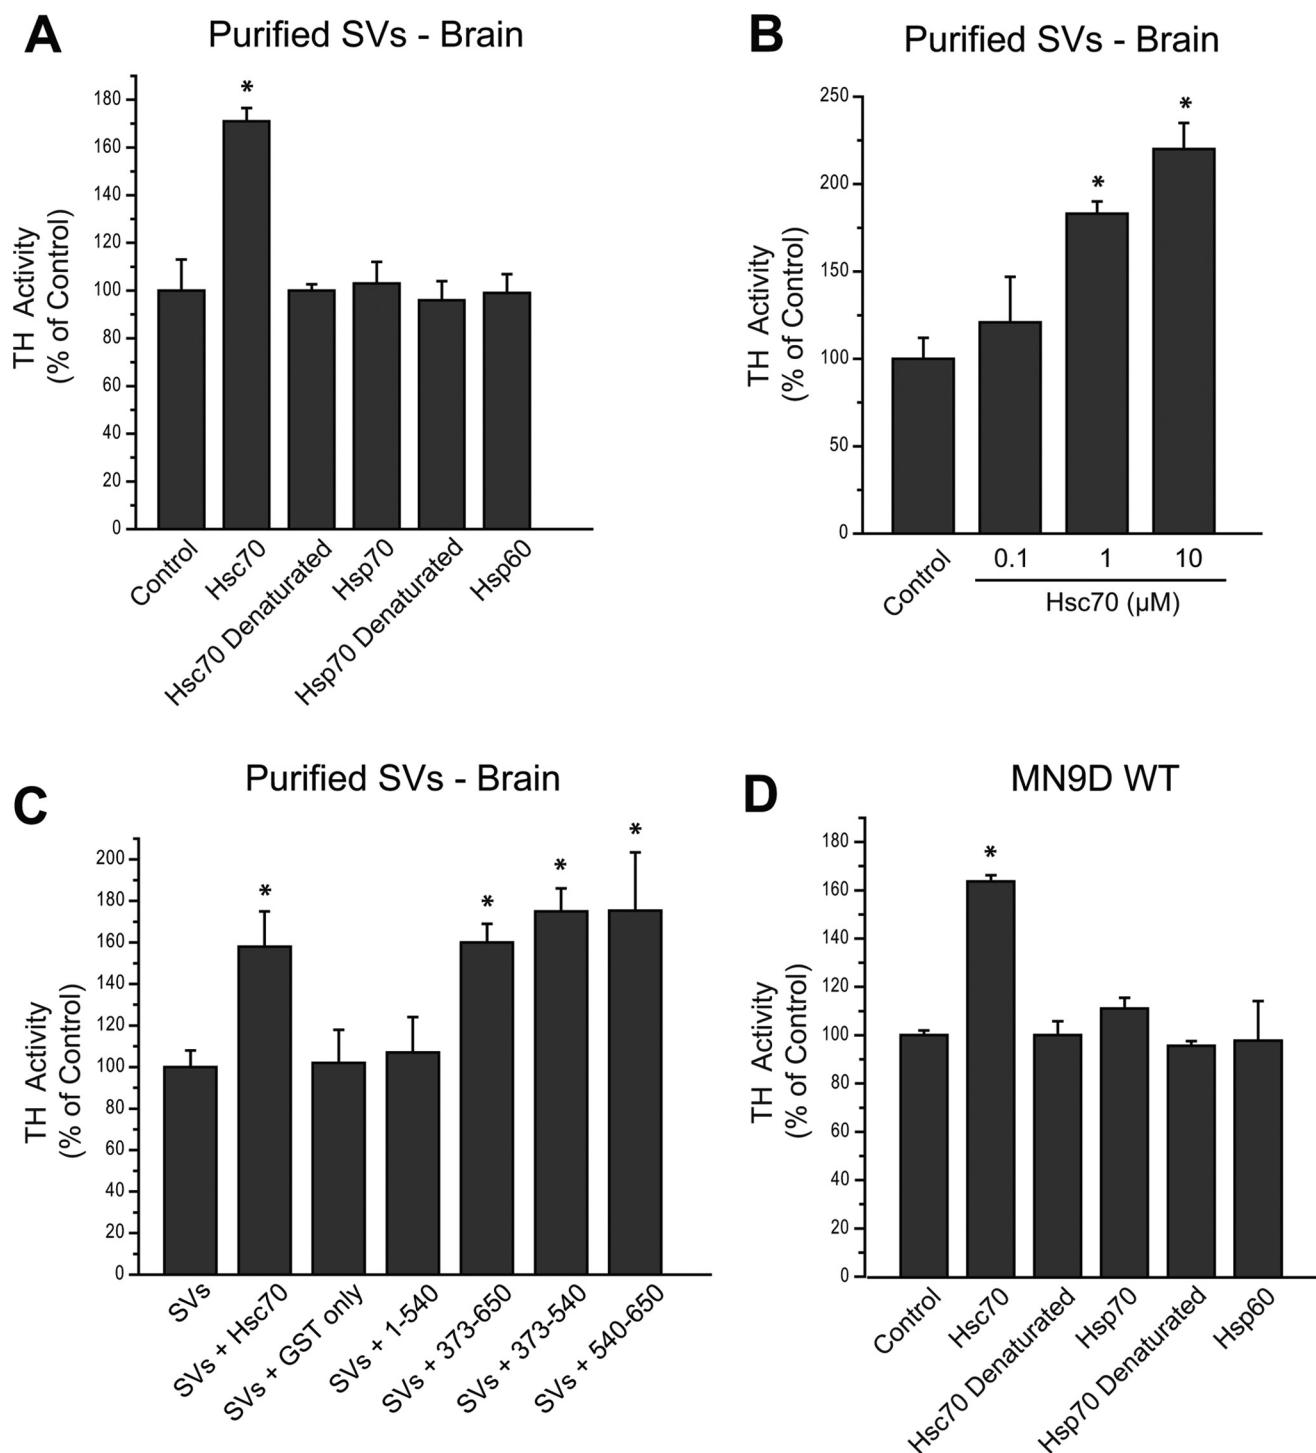 A
Purified SVs - Brain
TH Activity
(% of Control)
180
160
140
120
100
80
60
40
20
0
*
Control
Hsc70
Hsc70 Denaturated
Hsp70
Hsp70 Denaturated
Hsp60
B
Purified SVs - Brain
TH Activity
(% of Control)
250
200
150
100
50
0
*
*
Control
0.1 1 10
Hsc70 (µM)
C
Purified SVs - Brain
TH Activity
(% of Control)
200
180
160
140
120
100
80
60
40
20
0
*
*
*
*
SVs
SVs + Hsc70
SVs + GST only
SVs + 1-540
SVs + 373-650
SVs + 373-540
SVs + 540-650
D
MN9D WT
TH Activity
(% of Control)
180
160
140
120
100
80
60
40
20
0
*
Control
Hsc70
Hsc70 Denaturated
Hsp70
Hsp70 Denaturated
Hsp60